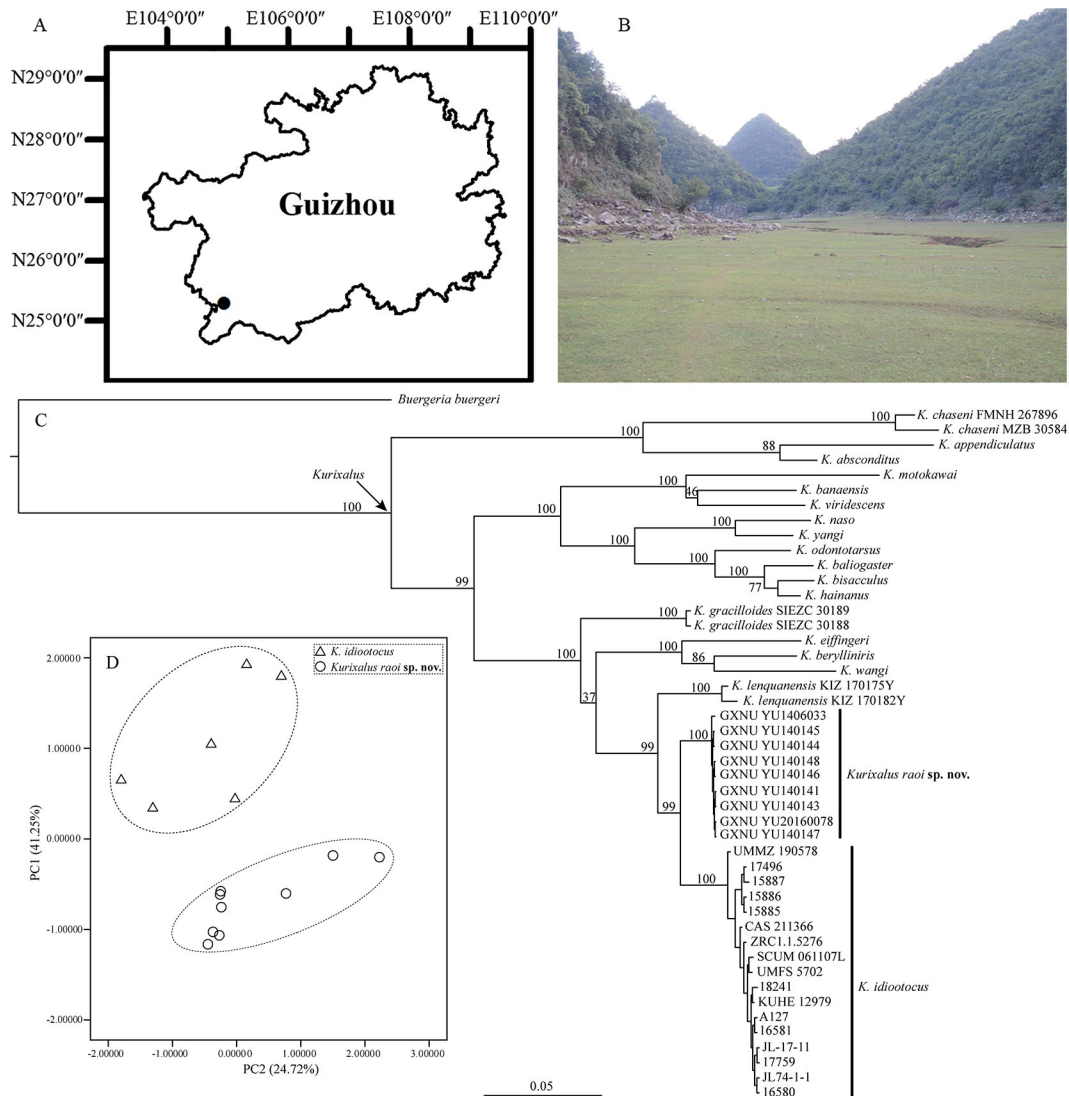 A
E104°0′0″ E106°0′0″ E108°0′0″ E110°0′0″
N29°0′0″
N28°0′0″
N27°0′0″
N26°0′0″
N25°0′0″
Guizhou
B
C
Buergeria buergeri
Kurixalus
100
99
100
100
K. chaseni FMNH 267896
K. chaseni MZB 30584
88
K. appendiculatus
K. absconditus
100
100
46
K. motokawai
K. banaensis
K. viridescens
100
100
K. naso
K. yangi
100
K. odontotarsus
100
K. baliogaster
77
K. bisacculus
K. hainanus
100
100
K. gracilloides SIEZC 30189
K. gracilloides SIEZC 30188
37
100
K. eiffingeri
86
K. berylliniris
K. wangi
99
100
K. lenquanensis KIZ 170175Y
K. lenquanensis KIZ 170182Y
99
100
GXNU YU1406033
GXNU YU140145
GXNU YU140144
GXNU YU140148
GXNU YU140146
GXNU YU140141
GXNU YU140143
GXNU YU20160078
GXNU YU140147
Kurixalus raoi sp. nov.
100
UMMZ 190578
17496
15887
15886
15885
CAS 211366
ZRC1.1.5276
SCUM 061107L
UMFS 5702
18241
KUHE 12979
A127
16581
JL-17-11
17759
JL74-1-1
16580
K. idiootocus
0.05
D
K. idiootocus
Kurixalus raoi sp. nov.
2.00000
1.00000
0.00000
-1.00000
-2.00000
PC1 (41.25%)
-2.00000 -1.00000 0.00000 1.00000 2.00000 3.00000
PC2 (24.72%)